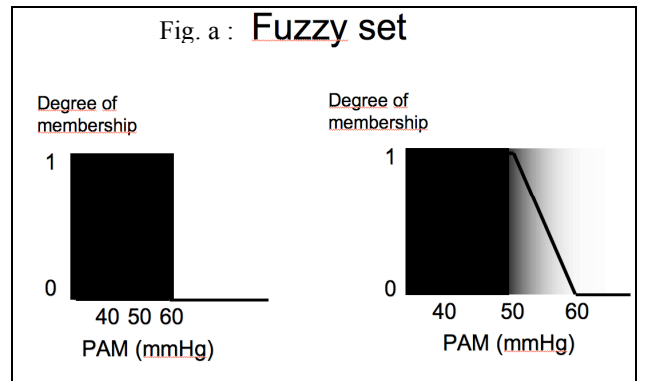 Fig. a : Fuzzy set
Degree of
membership
1
0
40 50 60
PAM (mmHg)
Degree of
membership
1
0
40 50 60
PAM (mmHg)